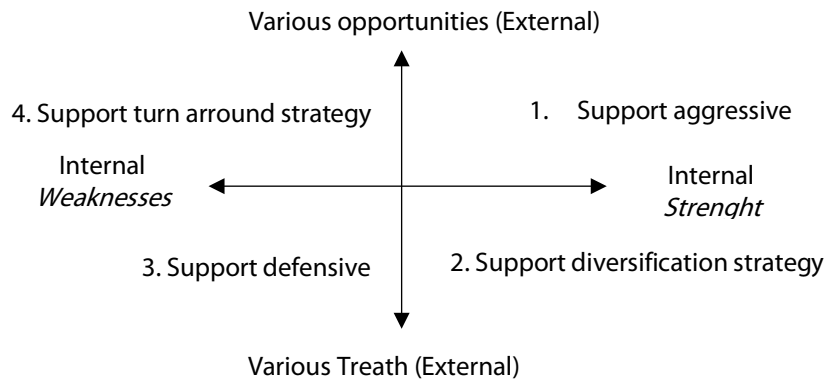 Various opportunities (External)
4. Support turn arround strategy
1. Support aggressive
Internal
Weaknesses
Internal
Strenght
3. Support defensive
2. Support diversification strategy
Various Treath (External)